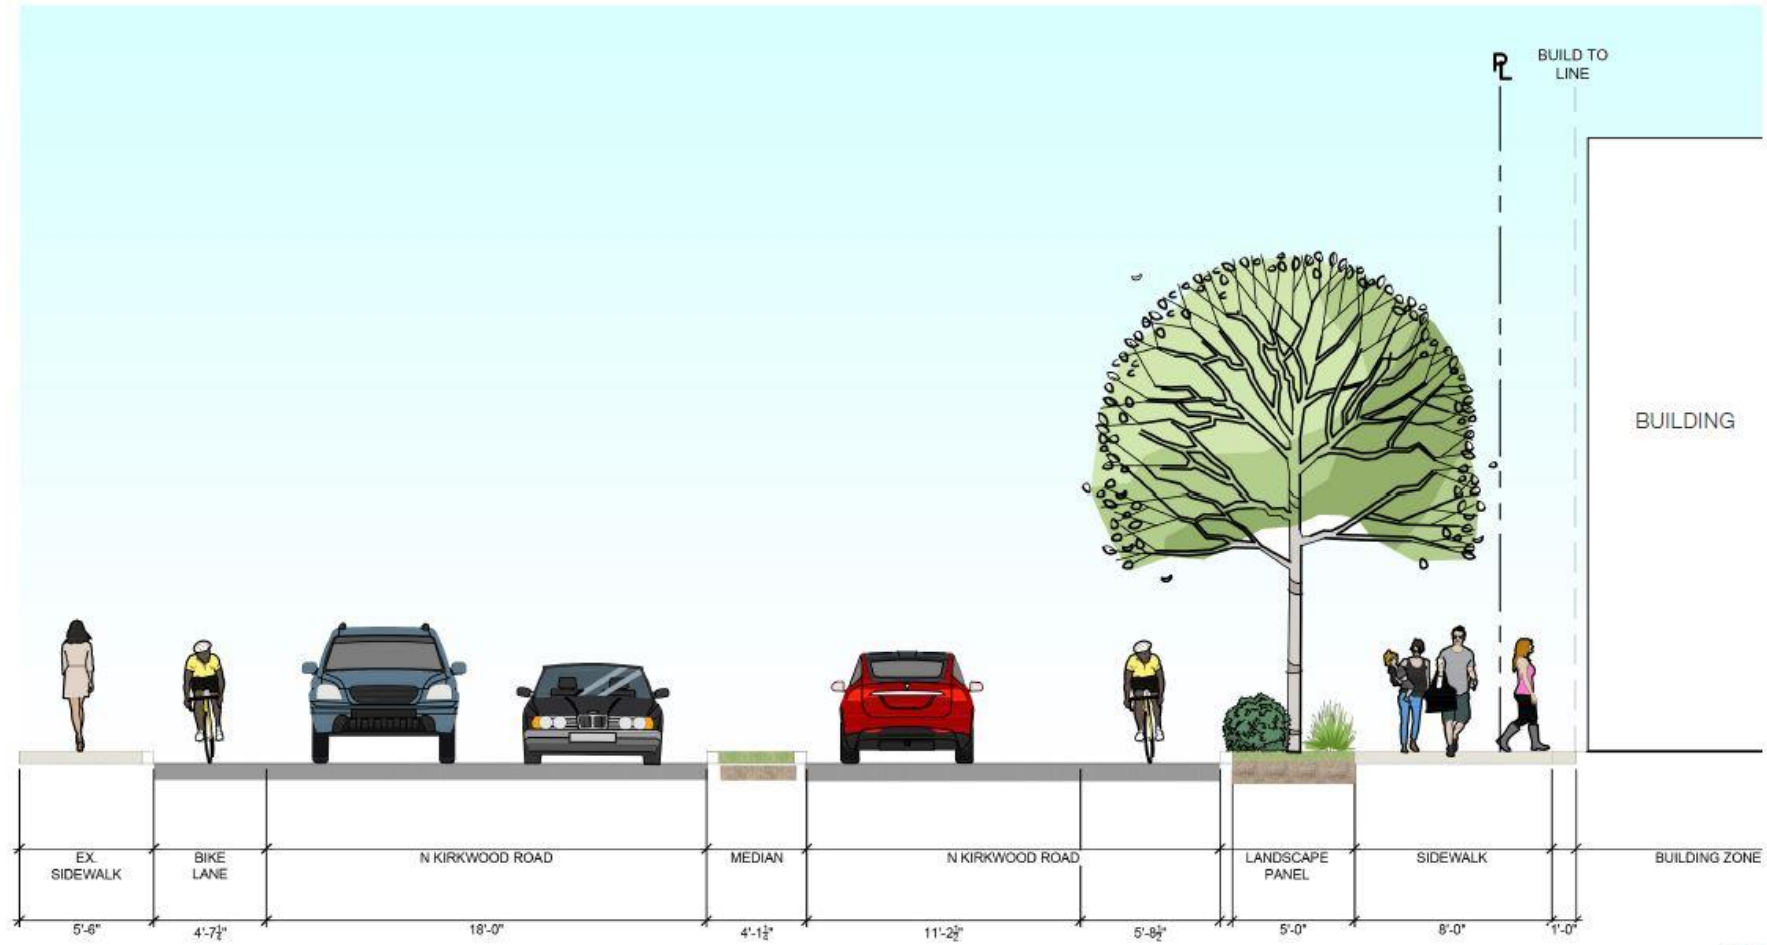 PL
BUILD TO
LINE
BUILDING
EX.
SIDEWALK
BIKE
LANE
N KIRKWOOD ROAD
MEDIAN
N KIRKWOOD ROAD
LANDSCAPE
PANEL
SIDEWALK
BUILDING ZONE
5'-6"
4'-7½"
18'-0"
4'-1¼"
11'-2½"
5'-8½"
5'-0"
8'-0"
1'-0"